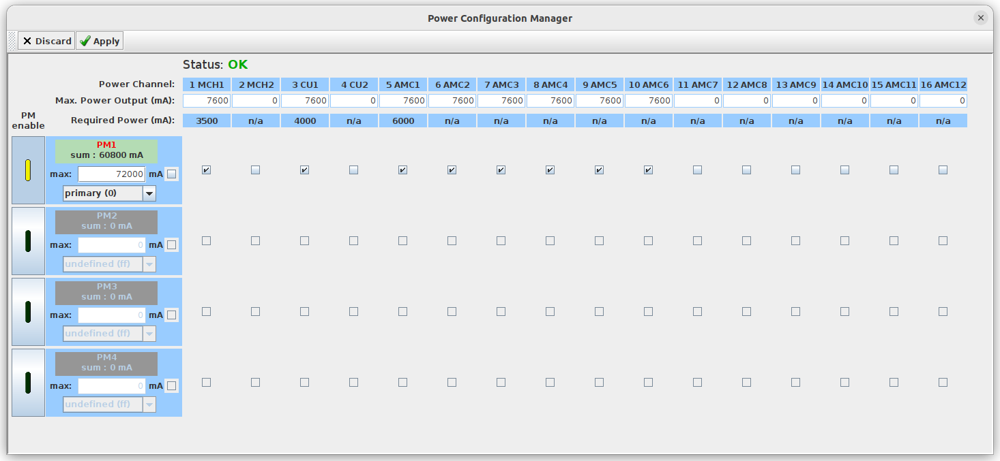 Power Configuration Manager
Discard Apply
Status: OK
Power Channel: 1 MCH1 2 MCH2 3 CU1 4 CU2 5 AMC1 6 AMC2 7 AMC3 8 AMC4 9 AMC5 10 AMC6 11 AMC7 12 AMC8 13 AMC9 14 AMC10 15 AMC11 16 AMC12
Max. Power Output (mA): 7600 0 7600 0 7600 7600 7600 7600 7600 7600 0 0 0 0 0 0
PM
enable
Required Power (mA): 3500 n/a 4000 n/a 6000 n/a n/a n/a n/a n/a n/a n/a n/a n/a n/a n/a
PM1
sum : 60800 mA
max: 72000 mA
primary (0)
PM2
sum : 0 mA
max: 0 mA
undefined (ff)
PM3
sum : 0 mA
max: 0 mA
undefined (ff)
PM4
sum : 0 mA
max: 0 mA
undefined (ff)